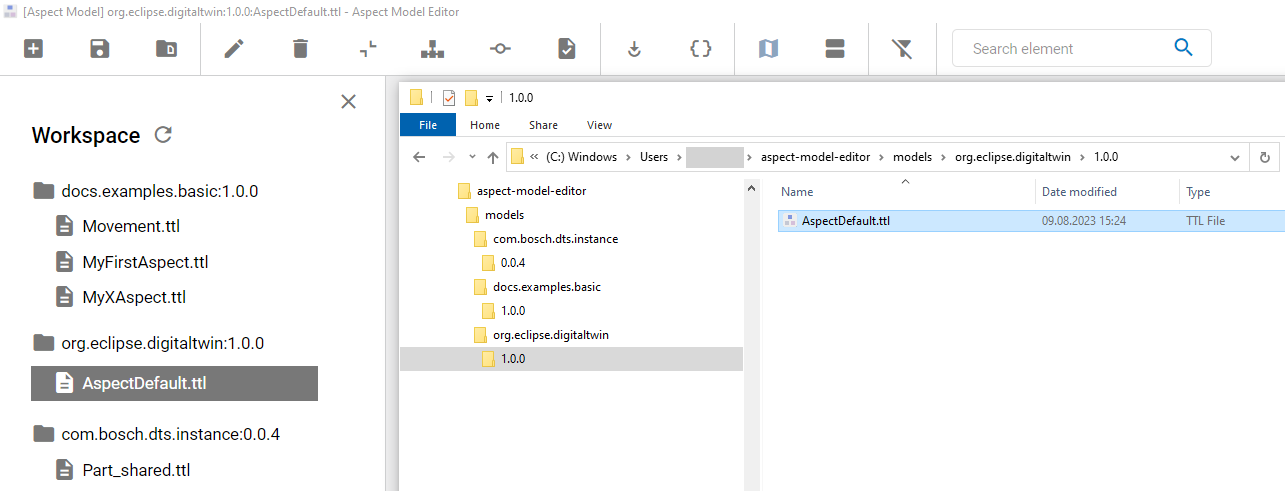 [Aspect Model] org.eclipse.digitaltwin:1.0.0:AspectDefault.ttl - Aspect Model Editor
Search element
Workspace
docs.examples.basic:1.0.0
Movement.ttl
MyFirstAspect.ttl
MyXAspect.ttl
org.eclipse.digitaltwin:1.0.0
AspectDefault.ttl
com.bosch.dts.instance:0.0.4
Part_shared.ttl
1.0.0
File Home Share View
« (C:) Windows › Users › › aspect-model-editor › models › org.eclipse.digitaltwin › 1.0.0
aspect-model-editor
models
com.bosch.dts.instance
0.0.4
docs.examples.basic
1.0.0
org.eclipse.digitaltwin
1.0.0
Name Date modified Type
AspectDefault.ttl 09.08.2023 15:24 TTL File